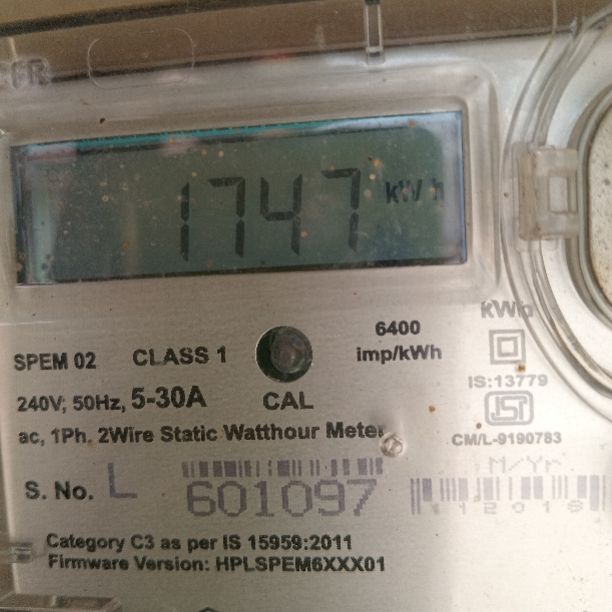 1747 kW h
kWh
6400
imp/kWh
SPEM 02 CLASS 1
240V, 50Hz, 5-30A
CAL
IS:13779
ac, 1Ph. 2Wire Static Watthour Meter
CM/L-9190783
M/Yr
S. No. L 601097
Category C3 as per IS 15959:2011
Firmware Version: HPLSPEM6XXX01